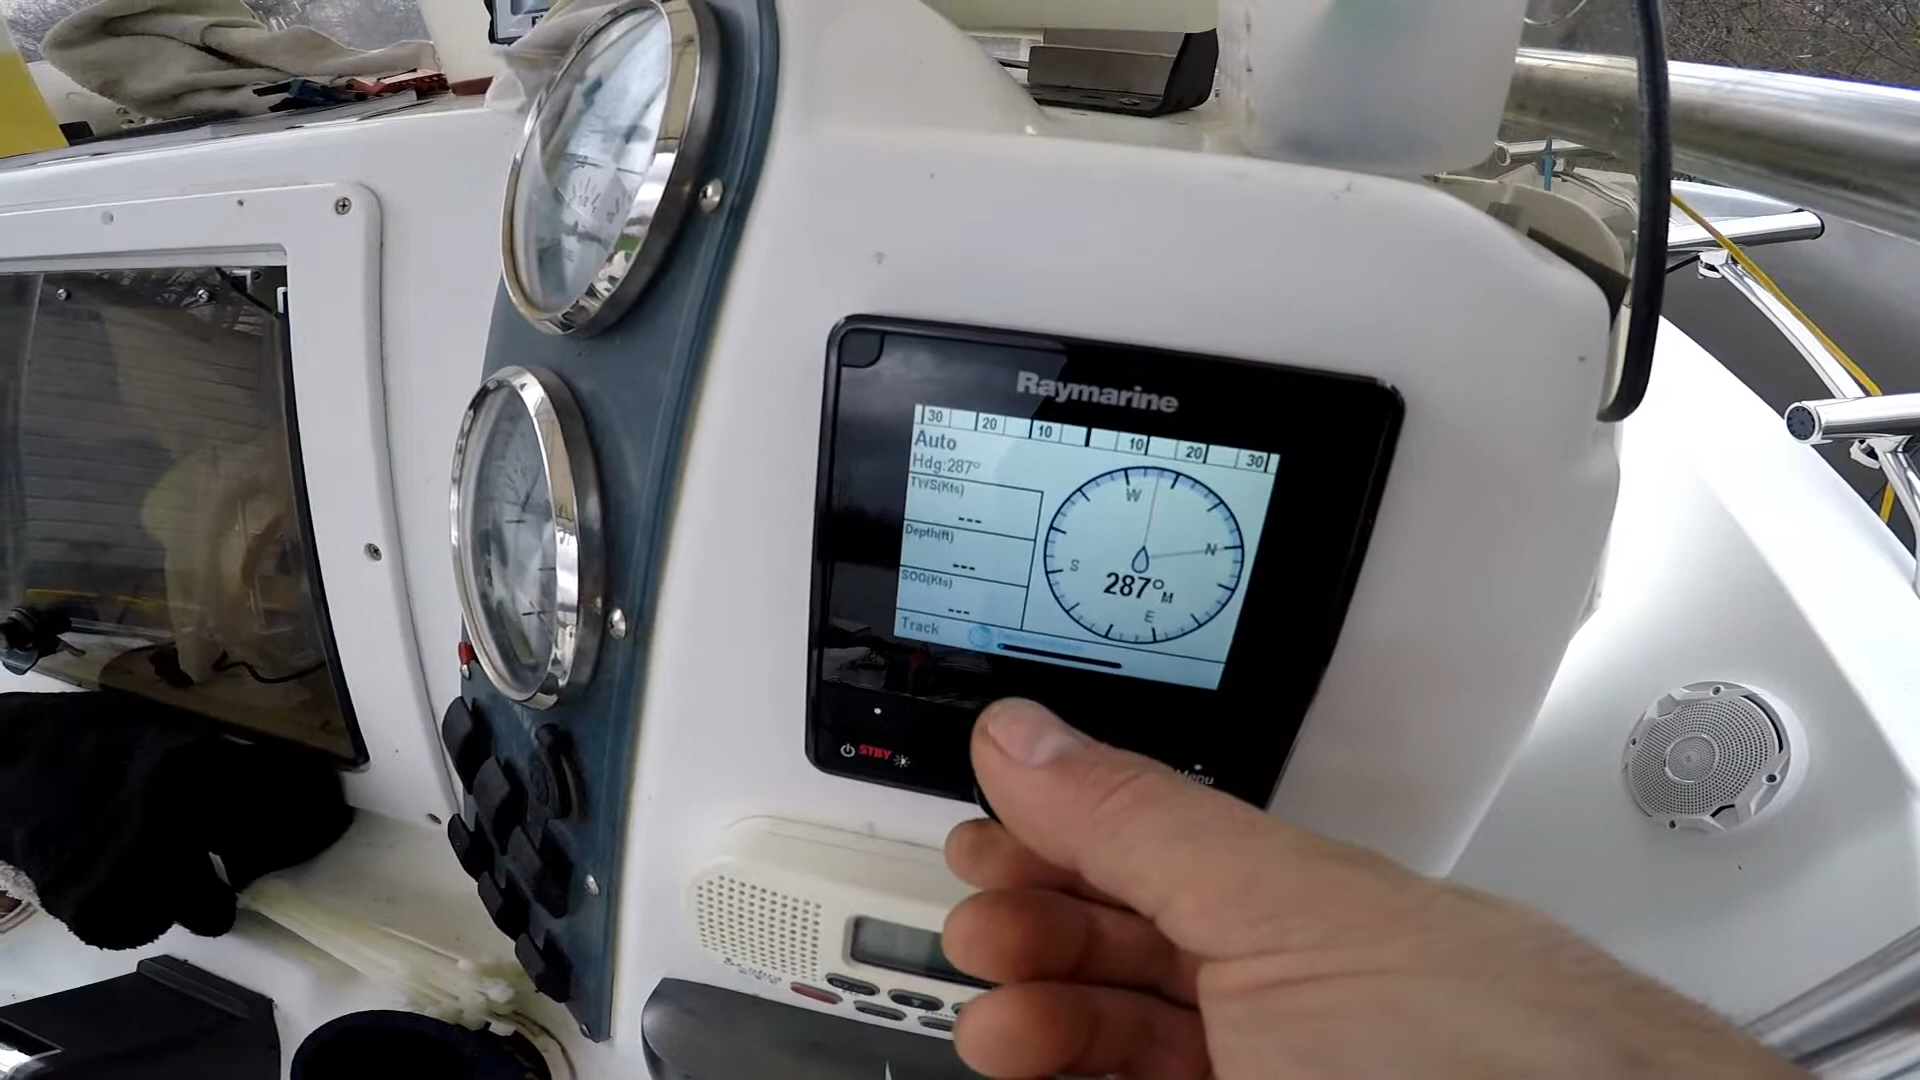 Raymarine
30 20 10 10 20 30
Auto
Hdg:287°
TWS(Kts)
---
Depth(ft)
---
SOG(Kts)
---
Track
W
N
S
E
287°M
STBY
Menu